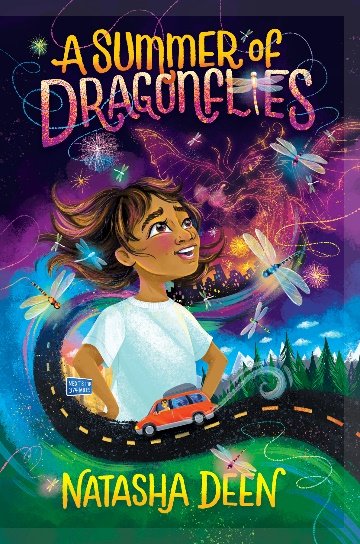 A SUMMER OF
DRAGONFLIES
NATASHA DEEN